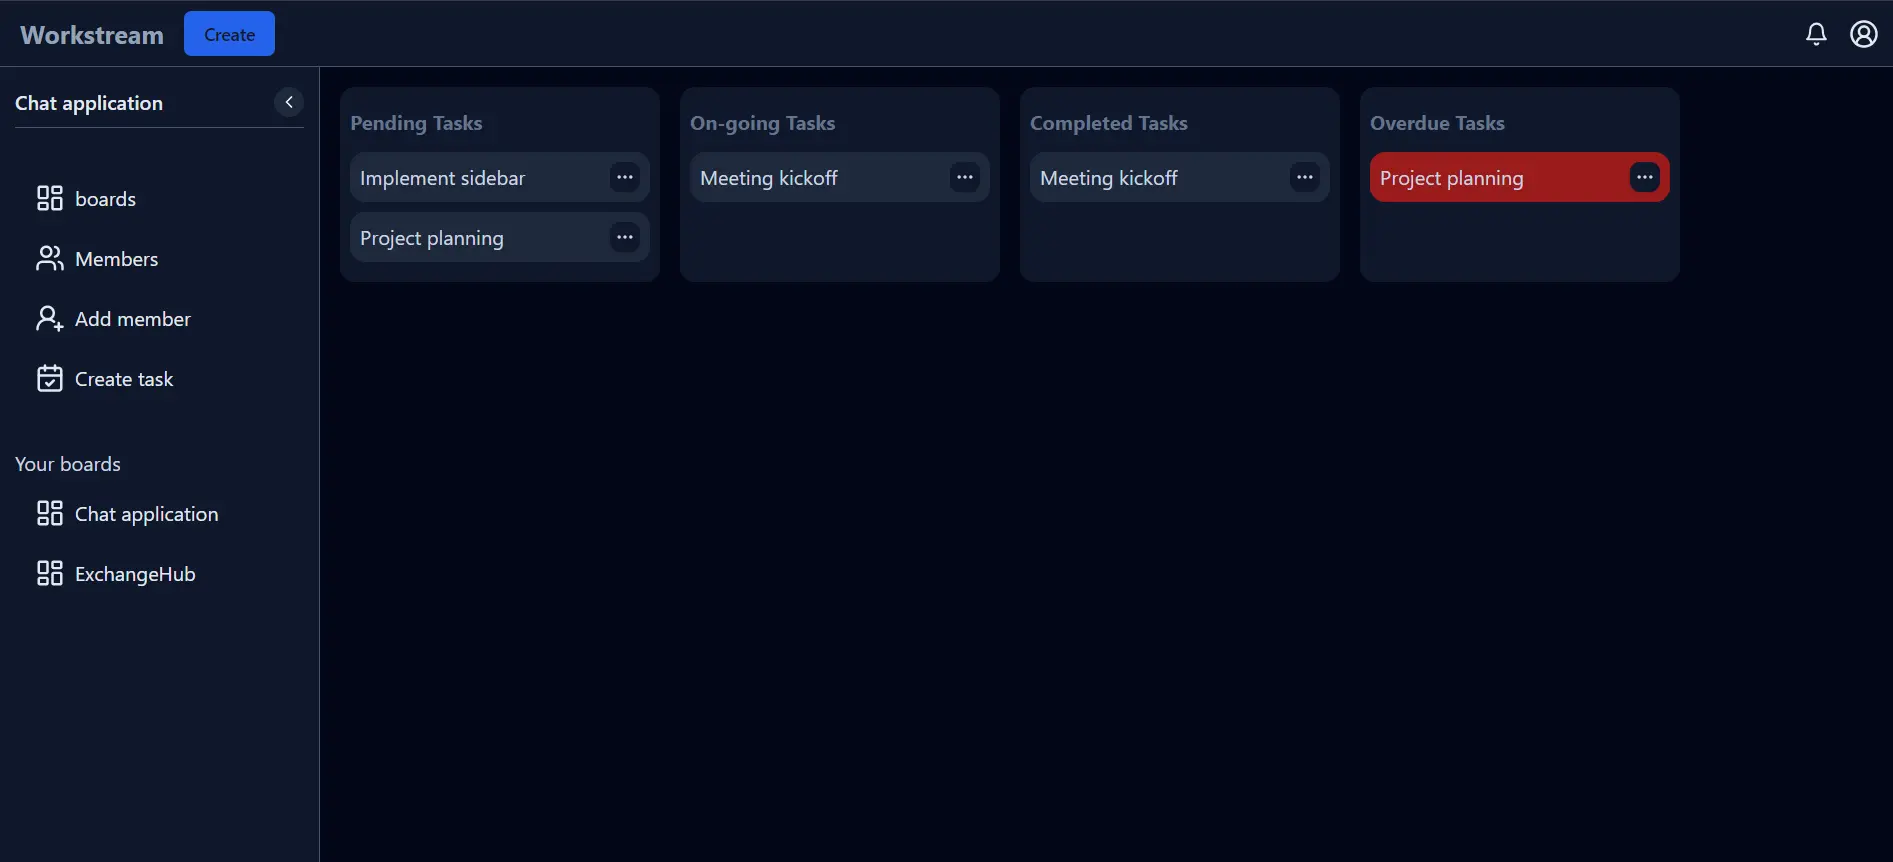 Workstream
Create
Chat application
boards
Members
Add member
Create task
Your boards
Chat application
ExchangeHub
Pending Tasks
Implement sidebar
Project planning
On-going Tasks
Meeting kickoff
Completed Tasks
Meeting kickoff
Overdue Tasks
Project planning